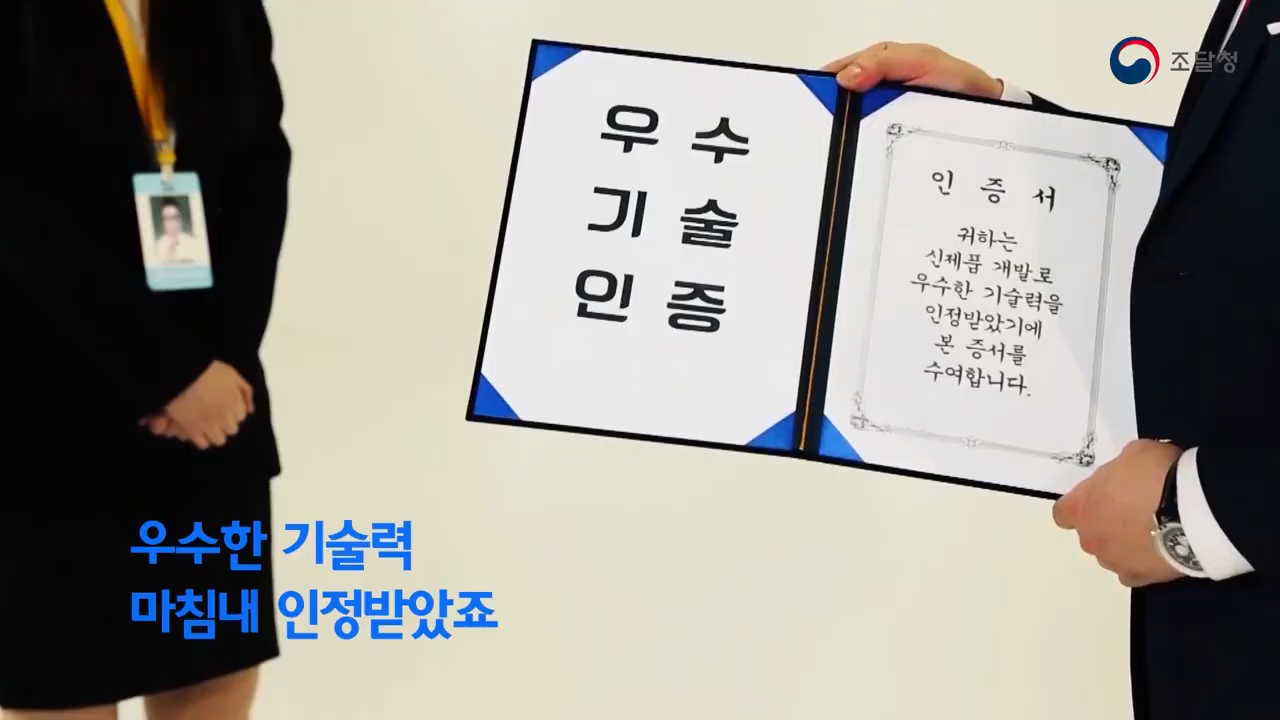 조달청
우수
기술
인증
인증서
귀하는
신제품 개발로
우수한 기술력을
인정받았기에
본 증서를
수여합니다.
우수한 기술력
마침내 인정받았죠